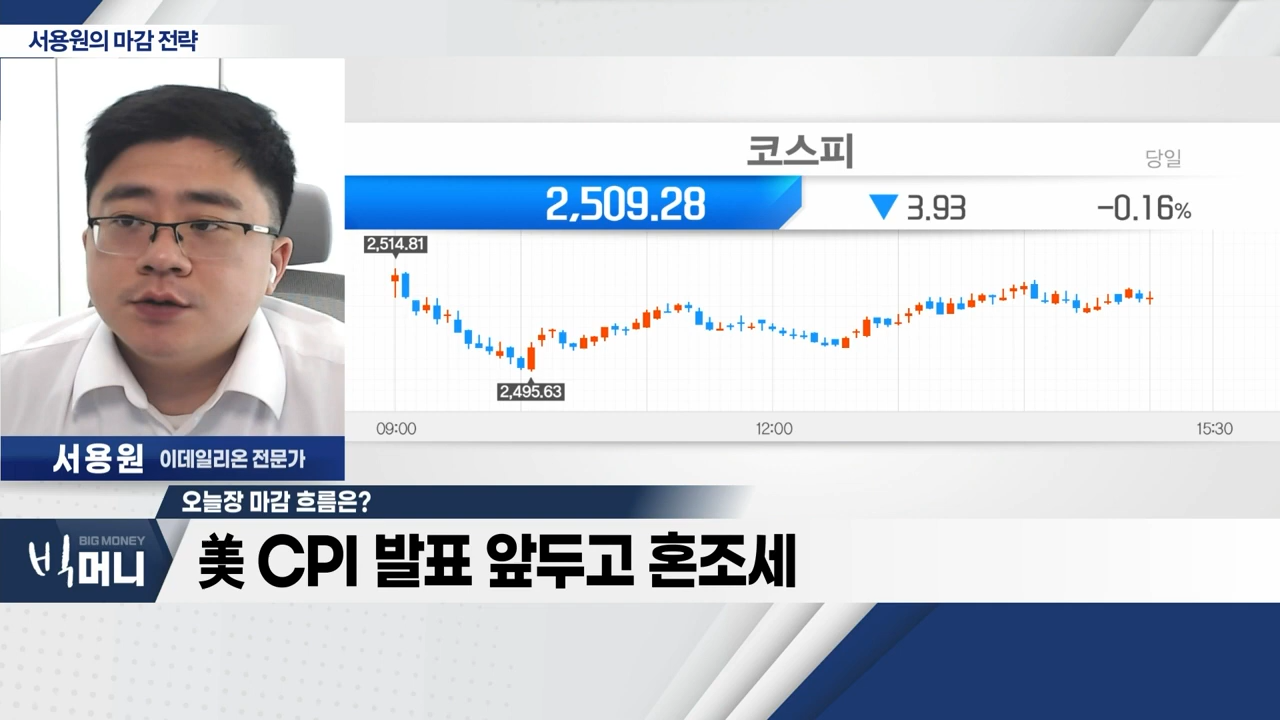 서용원의 마감 전략
코스피
당일
2,509.28 ▼ 3.93 -0.16%
2,514.81
2,495.63
09:00 12:00 15:30
서용원 이데일리온 전문가
오늘장 마감 흐름은?
BIG MONEY
빅머니
美 CPI 발표 앞두고 혼조세